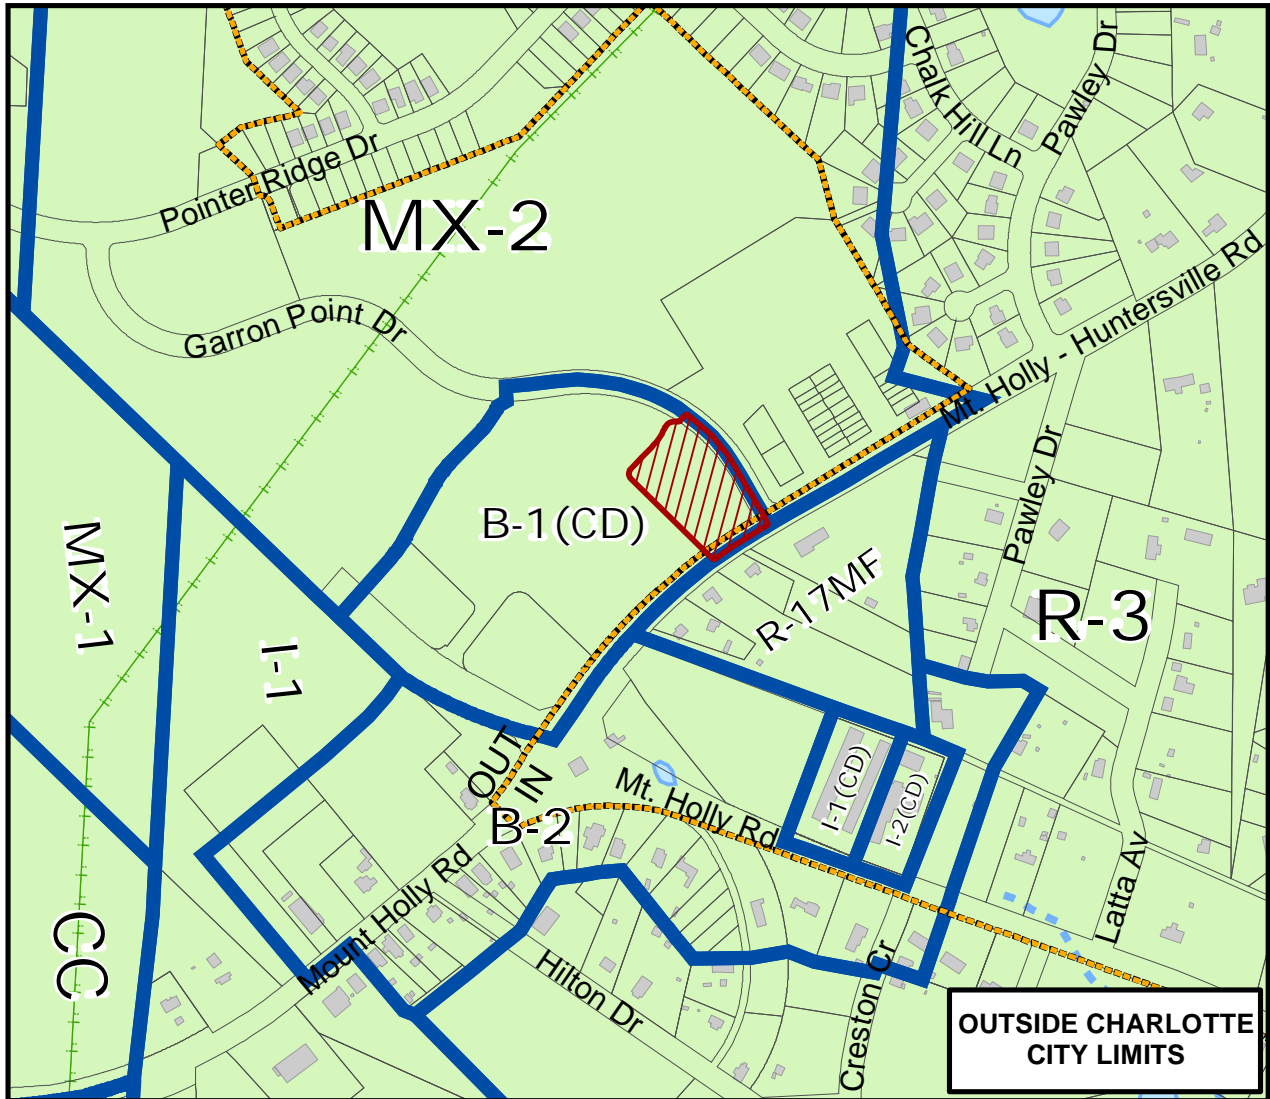 Chalk Hill Ln
Pawley Dr
Pointer Ridge Dr
MX-2
Garron Point Dr
Mt. Holly - Huntersville Rd
B-1(CD)
Pawley Dr
MX-1
R-17MF
R-3
I-1
OUT
IN
Mt. Holly Rd
I-1(CD)
I-2(CD)
B-2
Mount Holly Rd
Latta Av
CC
Hilton Dr
Creston Cr
OUTSIDE CHARLOTTE
CITY LIMITS